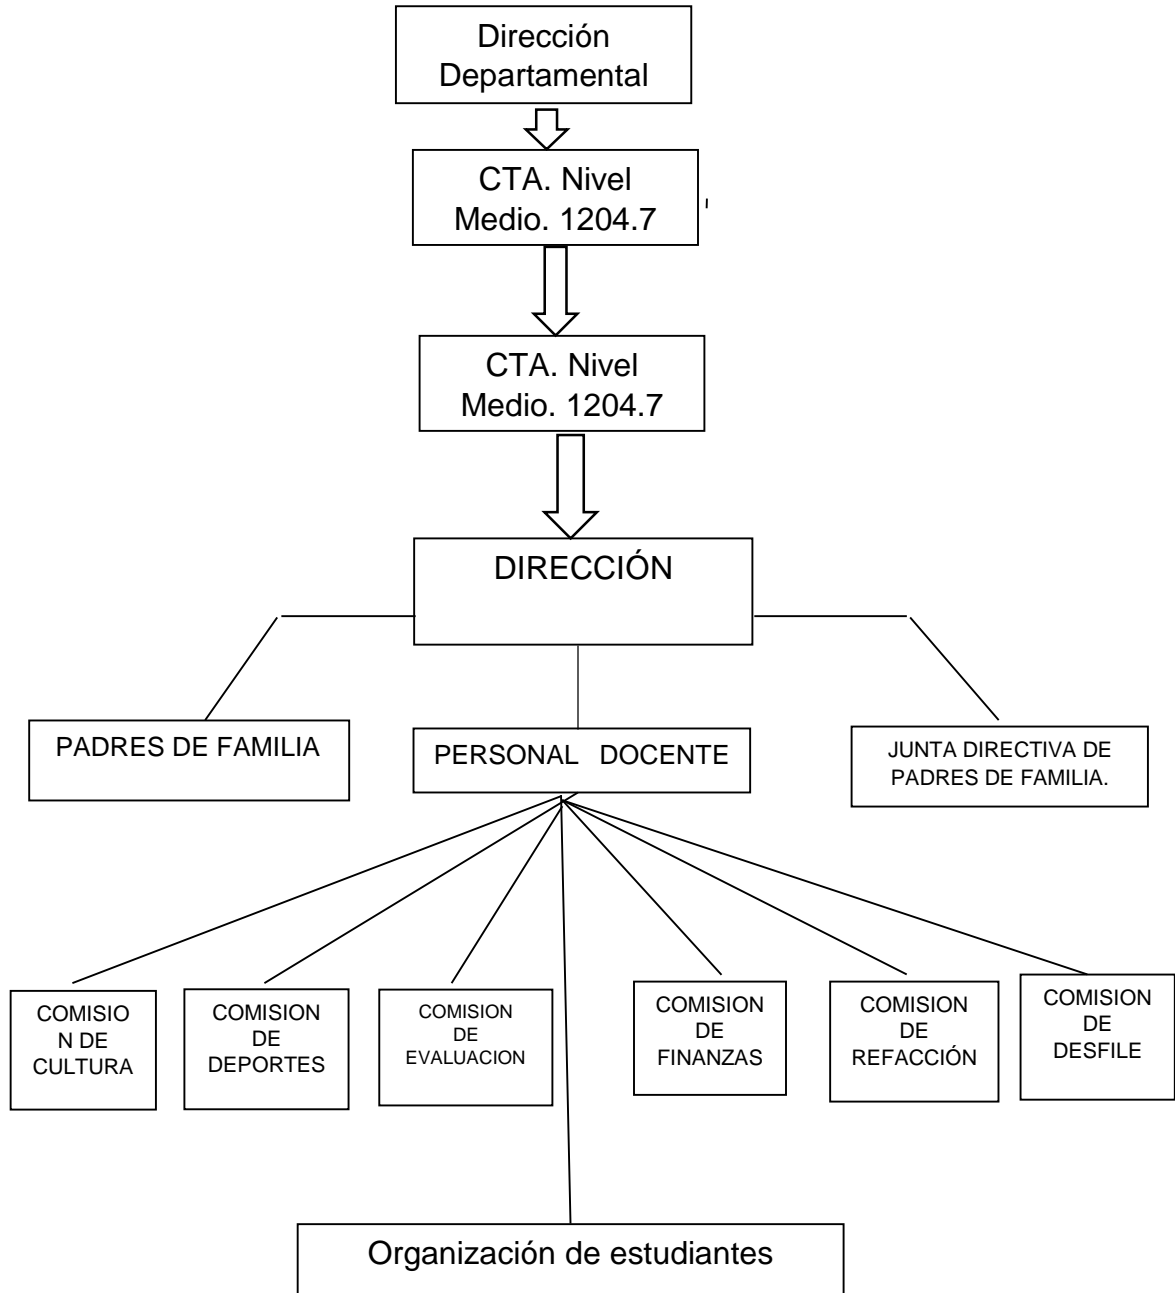 Dirección
Departamental
CTA. Nivel
Medio. 1204.7
CTA. Nivel
Medio. 1204.7
DIRECCIÓN
PADRES DE FAMILIA
PERSONAL DOCENTE
JUNTA DIRECTIVA DE
PADRES DE FAMILIA.
COMISIO
N DE
CULTURA
COMISION
DE
DEPORTES
COMISION
DE
EVALUACION
COMISION
DE
FINANZAS
COMISION
DE
REFACCIÓN
COMISION
DE
DESFILE
Organización de estudiantes